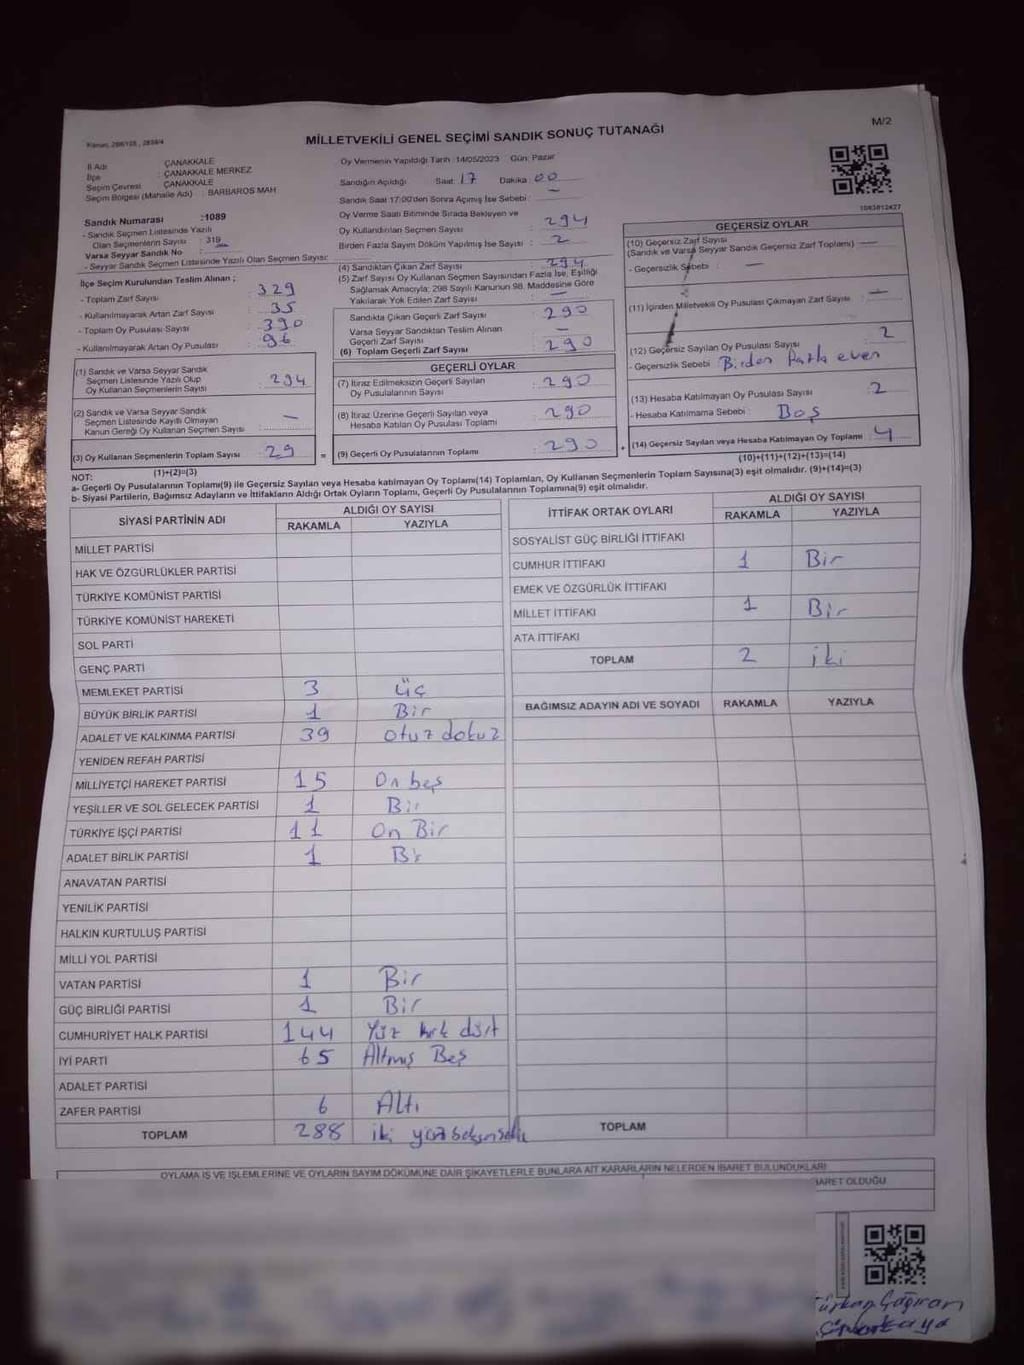 M/2
MİLLETVEKİLİ GENEL SEÇİMİ SANDIK SONUÇ TUTANAĞI
İl Adı : ÇANAKKALE
İlçe : ÇANAKKALE MERKEZ
Seçim Çevresi : ÇANAKKALE
Seçim Bölgesi (Mahalle Adı) : BARBAROS MAH
Sandık Numarası :1089
- Sandık Seçmen Listesinde Yazılı
Olan Seçmenlerin Sayısı : 319
Varsa Seyyar Sandık No :
- Seyyar Sandık Seçmen Listesinde Yazılı Olan Seçmen Sayısı:
Oy Vermenin Yapıldığı Tarih :14/05/2023 Gün: Pazar
Sandığın Açıldığı Saat :17 Dakika :00
Sandık Saat 17:00'den Sonra Açılmış İse Sebebi : —
Oy Verme Saati Bitiminde Sırada Bekleyen ve
Oy Kullandırılan Seçmen Sayısı : 294
Birden Fazla Sayım Döküm Yapılmış İse Sayısı : 2
1083812427
İlçe Seçim Kurulundan Teslim Alınan ;
- Toplam Zarf Sayısı : 329
- Kullanılmayarak Artan Zarf Sayısı : 35
- Toplam Oy Pusulası Sayısı : 390
- Kullanılmayarak Artan Oy Pusulası : 96
(1) Sandık ve Varsa Seyyar Sandık
Seçmen Listesinde Yazılı Olup
Oy Kullanan Seçmenlerin Sayısı : 294
(2) Sandık ve Varsa Seyyar Sandık
Seçmen Listesinde Kayıtlı Olmayan
Kanun Gereği Oy Kullanan Seçmen Sayısı : —
(3) Oy Kullanan Seçmenlerin Toplam Sayısı : 29
(1)+(2)=(3)
(4) Sandıktan Çıkan Zarf Sayısı : 294
(5) Zarf Sayısı Oy Kullanan Seçmen Sayısından Fazla İse, Eşitliği
Sağlamak Amacıyla; 298 Sayılı Kanunun 98. Maddesine Göre
Yakılarak Yok Edilen Zarf Sayısı : —
Sandıkta Çıkan Geçerli Zarf Sayısı : 290
Varsa Seyyar Sandıktan Teslim Alınan
Geçerli Zarf Sayısı : —
(6) Toplam Geçerli Zarf Sayısı : 290
GEÇERLİ OYLAR
(7) İtiraz Edilmeksizin Geçerli Sayılan
Oy Pusulalarının Sayısı : 290
(8) İtiraz Üzerine Geçerli Sayılan veya
Hesaba Katılan Oy Pusulası Toplamı : 290
= (9) Geçerli Oy Pusulalarının Toplamı : 290 +
GEÇERSİZ OYLAR
(10) Geçersiz Zarf Sayısı
(Sandık ve Varsa Seyyar Sandık Geçersiz Zarf Toplamı) : —
- Geçersizlik Sebebi : —
(11) İçinden Milletvekili Oy Pusulası Çıkmayan Zarf Sayısı : —
(12) Geçersiz Sayılan Oy Pusulası Sayısı : 2
- Geçersizlik Sebebi : Birden Fazla even
(13) Hesaba Katılmayan Oy Pusulası Sayısı : 2
- Hesaba Katılmama Sebebi : Boş
(14) Geçersiz Sayılan veya Hesaba Katılmayan Oy Toplamı : 4
(10)+(11)+(12)+(13)=(14)
NOT:
a- Geçerli Oy Pusulalarının Toplamı(9) ile Geçersiz Sayılan veya Hesaba katılmayan Oy Toplamı(14) Toplamları, Oy Kullanan Seçmenlerin Toplam Sayısına(3) eşit olmalıdır. (9)+(14)=(3)
b- Siyasi Partilerin, Bağımsız Adayların ve İttifakların Aldığı Ortak Oyların Toplamı, Geçerli Oy Pusulalarının Toplamına(9) eşit olmalıdır.
SİYASİ PARTİNİN ADI ALDIĞI OY SAYISI
RAKAMLA YAZIYLA
MİLLET PARTİSİ
HAK VE ÖZGÜRLÜKLER PARTİSİ
TÜRKİYE KOMÜNİST PARTİSİ
TÜRKİYE KOMÜNİST HAREKETİ
SOL PARTİ
GENÇ PARTİ
MEMLEKET PARTİSİ 3 üç
BÜYÜK BİRLİK PARTİSİ 1 Bir
ADALET VE KALKINMA PARTİSİ 39 otuz dokuz
YENİDEN REFAH PARTİSİ
MİLLİYETÇİ HAREKET PARTİSİ 15 On beş
YEŞİLLER VE SOL GELECEK PARTİSİ 1 Bir
TÜRKİYE İŞÇİ PARTİSİ 11 On Bir
ADALET BİRLİK PARTİSİ 1 Bir
ANAVATAN PARTİSİ
YENİLİK PARTİSİ
HALKIN KURTULUŞ PARTİSİ
MİLLİ YOL PARTİSİ
VATAN PARTİSİ 1 Bir
GÜÇ BİRLİĞİ PARTİSİ 1 Bir
CUMHURİYET HALK PARTİSİ 144 Yüz kırk dört
İYİ PARTİ 65 Altmış Beş
ADALET PARTİSİ
ZAFER PARTİSİ 6 Altı
TOPLAM 288 iki yüz seksen sekiz
İTTİFAK ORTAK OYLARI ALDIĞI OY SAYISI
RAKAMLA YAZIYLA
SOSYALİST GÜÇ BİRLİĞİ İTTİFAKI
CUMHUR İTTİFAKI 1 Bir
EMEK VE ÖZGÜRLÜK İTTİFAKI
MİLLET İTTİFAKI 1 Bir
ATA İTTİFAKI
TOPLAM 2 iki
BAĞIMSIZ ADAYIN ADI VE SOYADI RAKAMLA YAZIYLA
TOPLAM
OYLAMA İŞ VE İŞLEMLERİNE VE OYLARIN SAYIM DÖKÜMÜNE DAİR ŞİKAYETLERLE BUNLARA AİT KARARLARIN NELERDEN İBARET BULUNDUKLARI
İBARET OLDUĞU